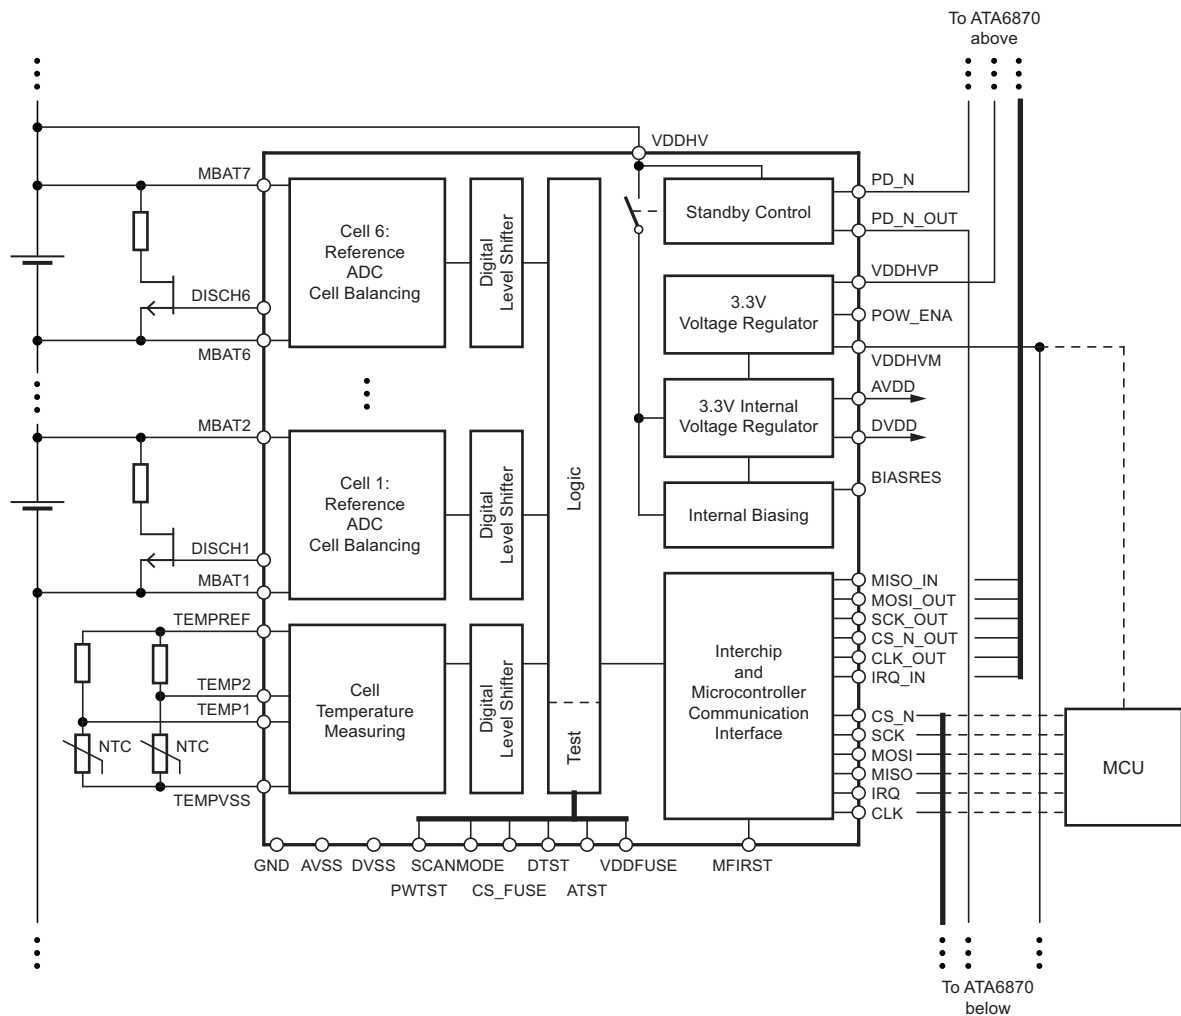 To ATA6870
above
VDDHV
MBAT7
PD_N
Standby Control
Cell 6:
Reference
ADC
Cell Balancing
Digital
Level Shifter
PD_N_OUT
VDDHVP
DISCH6
3.3V
Voltage Regulator
POW_ENA
MBAT6
VDDHVM
AVDD
3.3V Internal
Voltage Regulator
MBAT2
DVDD
BIASRES
Cell 1:
Reference
ADC
Cell Balancing
Digital
Level Shifter
Logic
Internal Biasing
DISCH1
MBAT1
MISO_IN
MOSI_OUT
SCK_OUT
CS_N_OUT
CLK_OUT
IRQ_IN
TEMPREF
TEMP2
TEMP1
Cell
Temperature
Measuring
Digital
Level Shifter
Test
Interchip
and
Microcontroller
Communication
Interface
NTC
NTC
TEMPVSS
CS_N
SCK
MOSI
MISO
IRQ
CLK
MCU
GND
AVSS
DVSS
SCANMODE
DTST
VDDFUSE
MFIRST
PWTST
CS_FUSE
ATST
To ATA6870
below